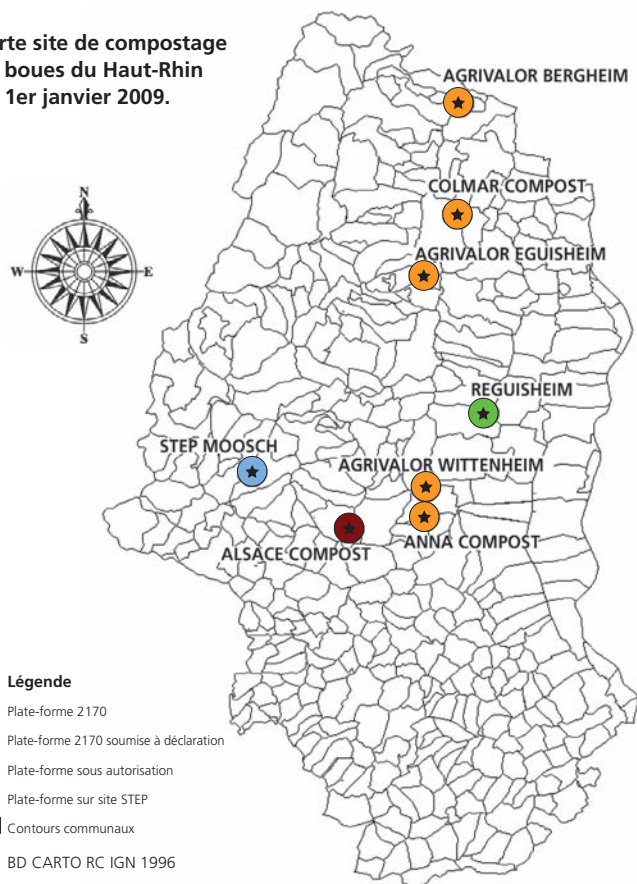 rte site de compostage
boues du Haut-Rhin
1er janvier 2009.
AGRIVALOR BERGHEIM
COLMAR COMPOST
AGRIVALOR EGUISHEIM
N
W
E
S
REGUISHEIM
STEP MOOSCH
AGRIVALOR WITTENHEIM
ALSACE COMPOST
ANNA COMPOST
Légende
Plate-forme 2170
Plate-forme 2170 soumise à déclaration
Plate-forme sous autorisation
Plate-forme sur site STEP
Contours communaux
BD CARTO RC IGN 1996